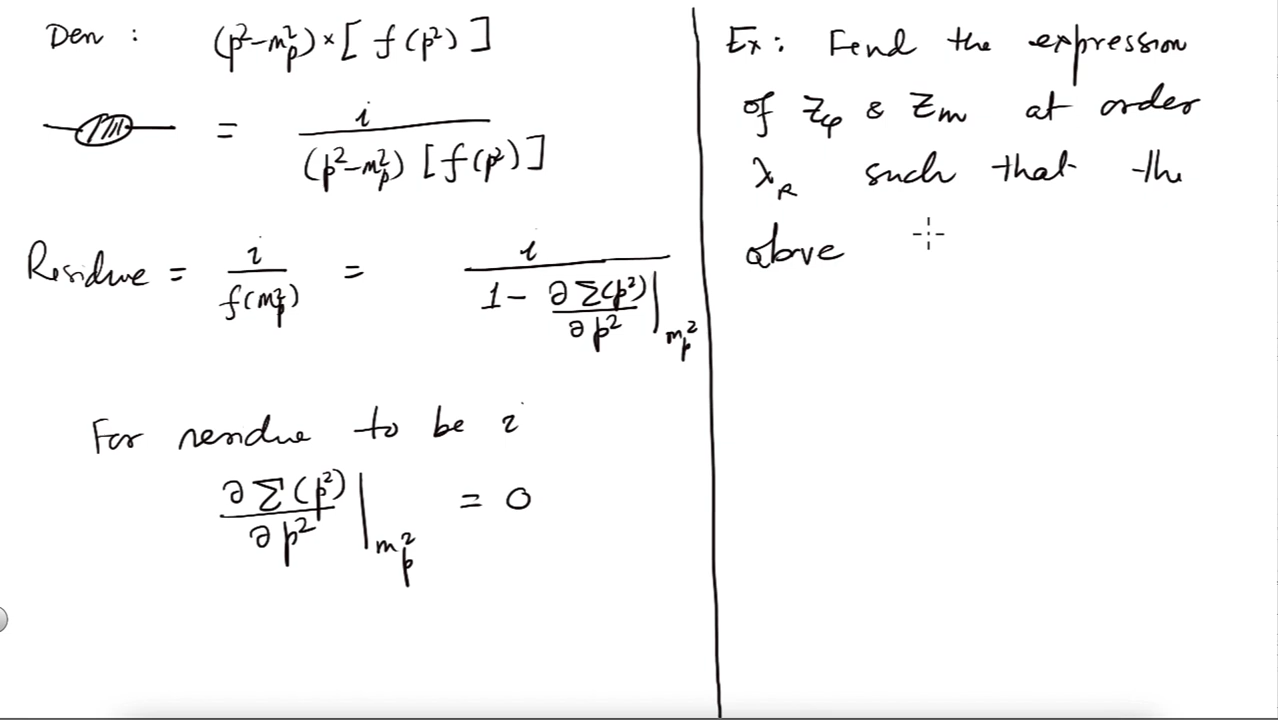 Den : (p²-m_p²)×[ f(p²) ]
= i / (p²-m_p²) [f(p²)]
Residue = i / f(m_p²) = i / (1 - ∂Σ(p²)/∂p² |_{m_p²})
For residue to be i
∂Σ(p²)/∂p² |_{m_p²} = 0
Ex: Find the expression
of Z_φ & Z_m at order
λ_R such that the
above